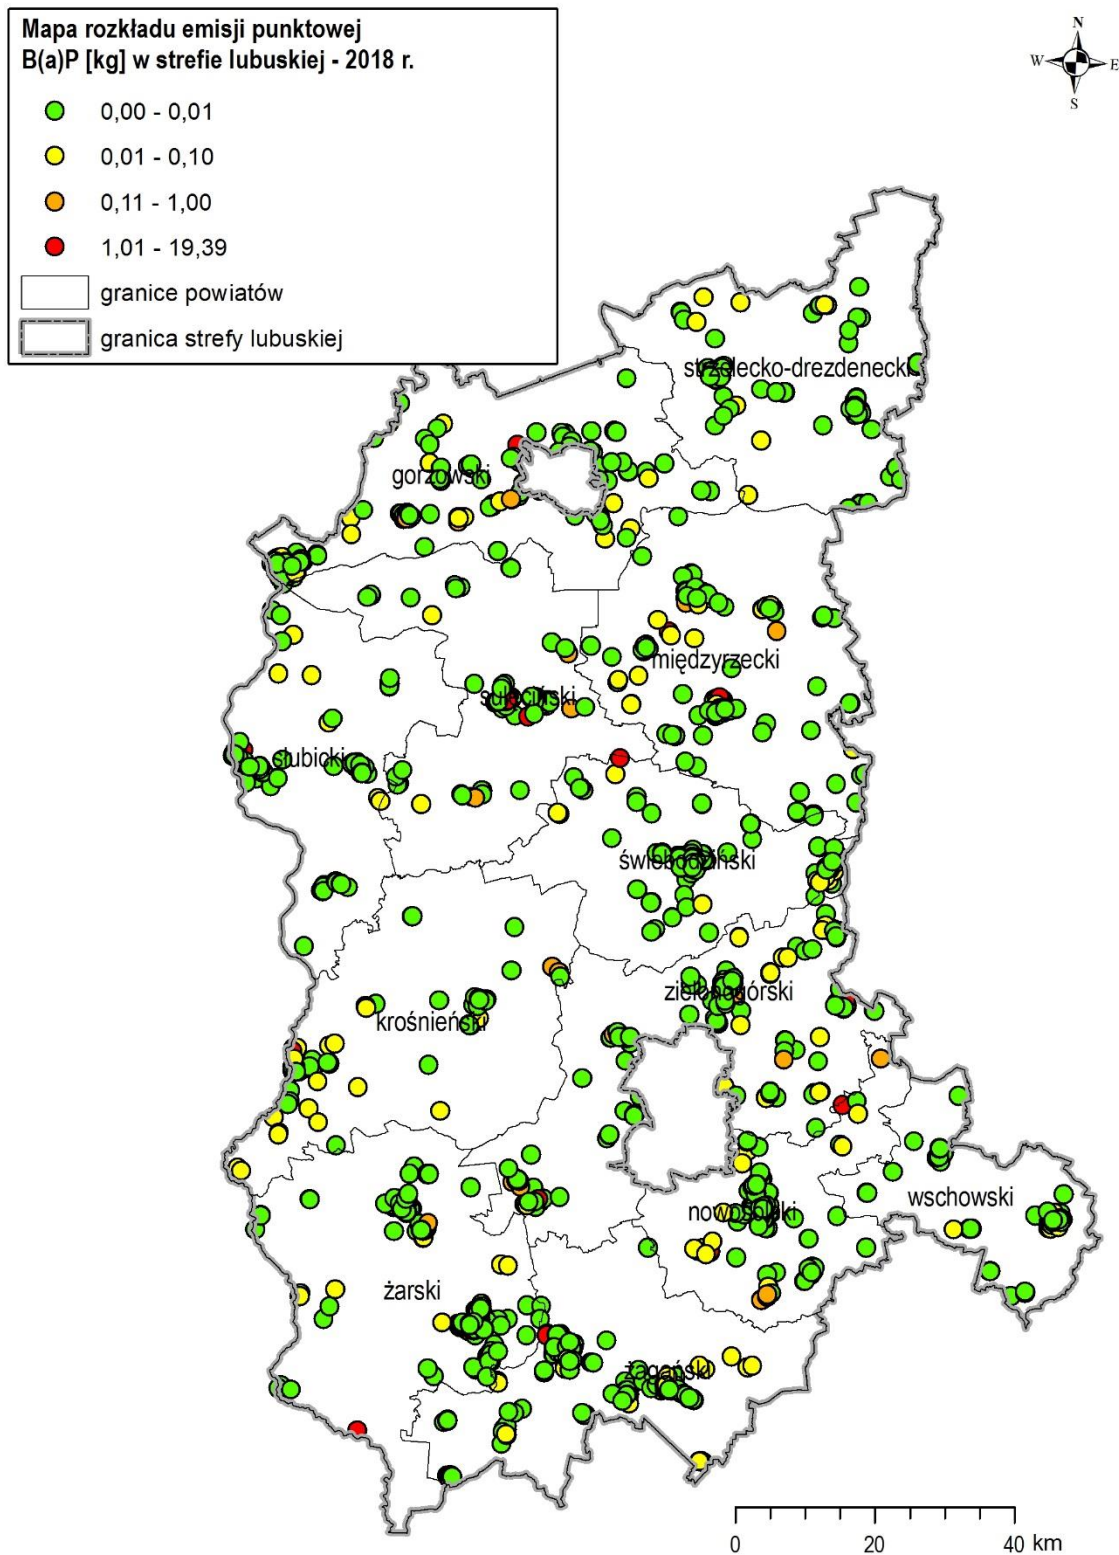 Mapa rozkładu emisji punktowej
B(a)P [kg] w strefie lubuskiej - 2018 r.
0,00 - 0,01
0,01 - 0,10
0,11 - 1,00
1,01 - 19,39
granice powiatów
granica strefy lubuskiej
N
W
E
S
strzelecko-drezdenecki
gorzowski
międzyrzecki
sulęciński
słubicki
świebodziński
zielonogórski
krośnieński
wschowski
nowosolski
żarski
żagański
0
20
40 km